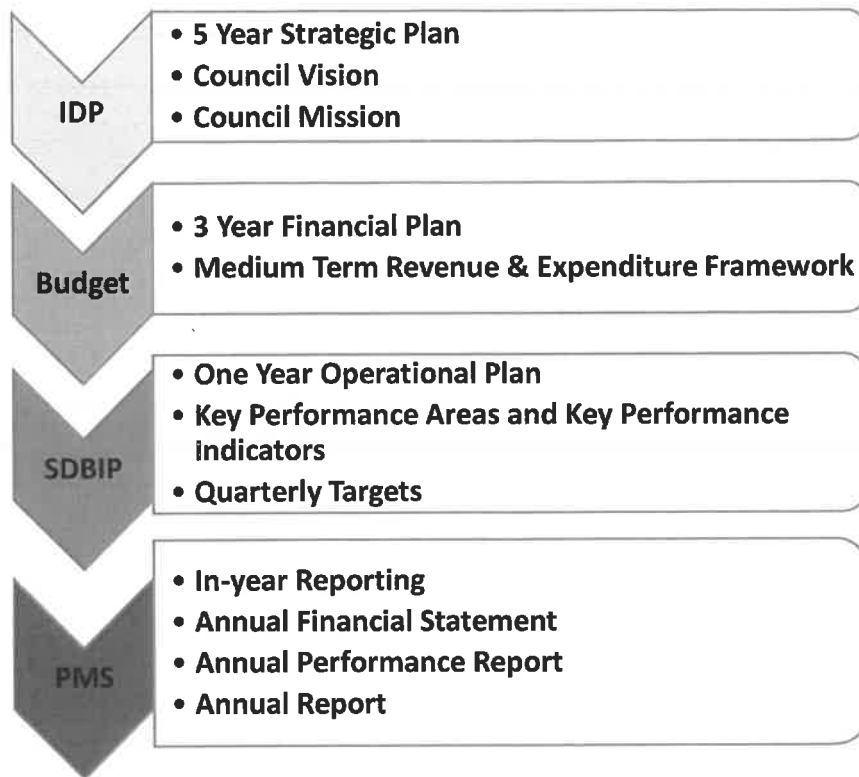 IDP
• 5 Year Strategic Plan
• Council Vision
• Council Mission
Budget
• 3 Year Financial Plan
• Medium Term Revenue & Expenditure Framework
SDBIP
• One Year Operational Plan
• Key Performance Areas and Key Performance
Indicators
• Quarterly Targets
PMS
• In-year Reporting
• Annual Financial Statement
• Annual Performance Report
• Annual Report